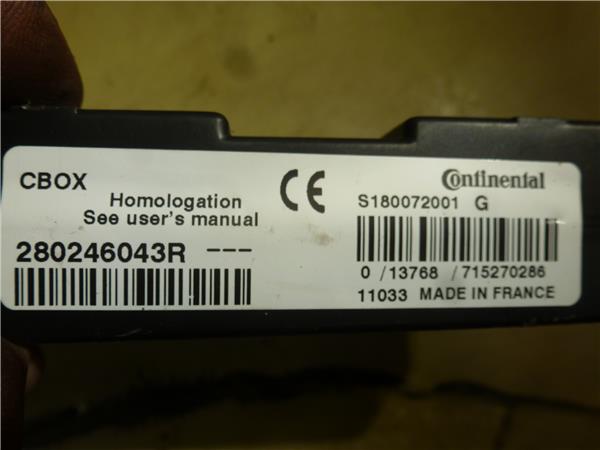 CBOX
Homologation
See user's manual
280246043R ---
CE
Continental
S180072001 G
0 /13768 /715270286
11033 MADE IN FRANCE